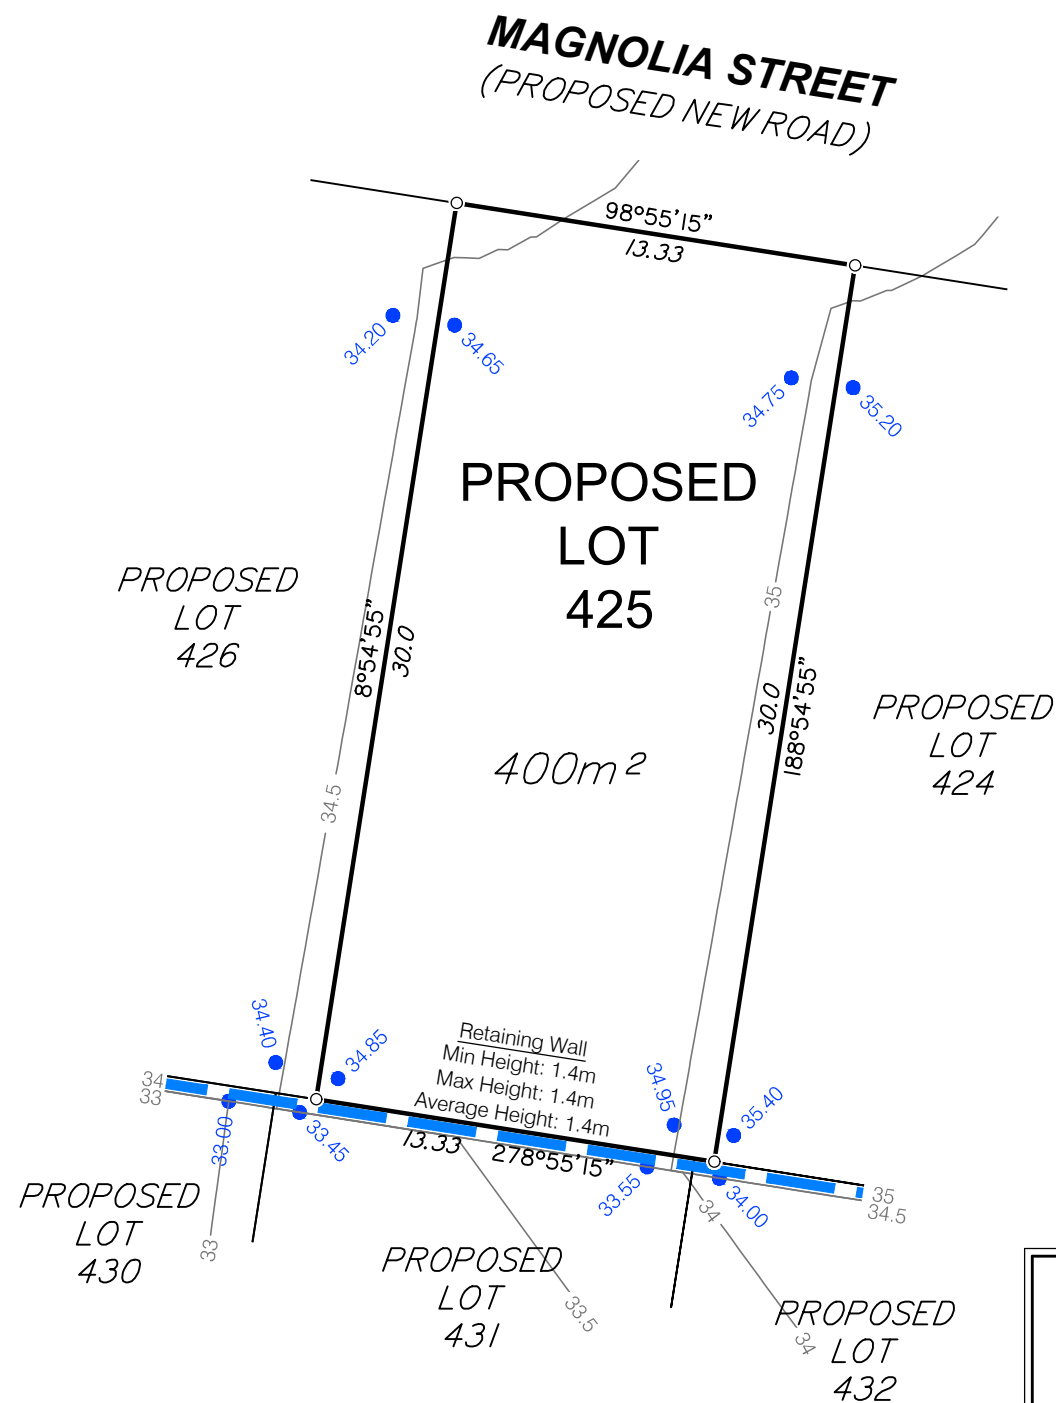 MAGNOLIA STREET
(PROPOSED NEW ROAD)
98°55'15"
13.33
34.20
34.65
34.75
35.20
PROPOSED
LOT
425
PROPOSED
LOT
426
8°54'55"
30.0
35
30.0
188°54'55"
PROPOSED
LOT
424
400m²
34.5
34.40
34.85
Retaining Wall
Min Height: 1.4m
Max Height: 1.4m
Average Height: 1.4m
34.95
35.40
34
33
33.00
33.45
13.33
278°55'15"
33.55
34.00
35
34.5
34
PROPOSED
LOT
430
33
PROPOSED
LOT
431
33.5
34
PROPOSED
LOT
432